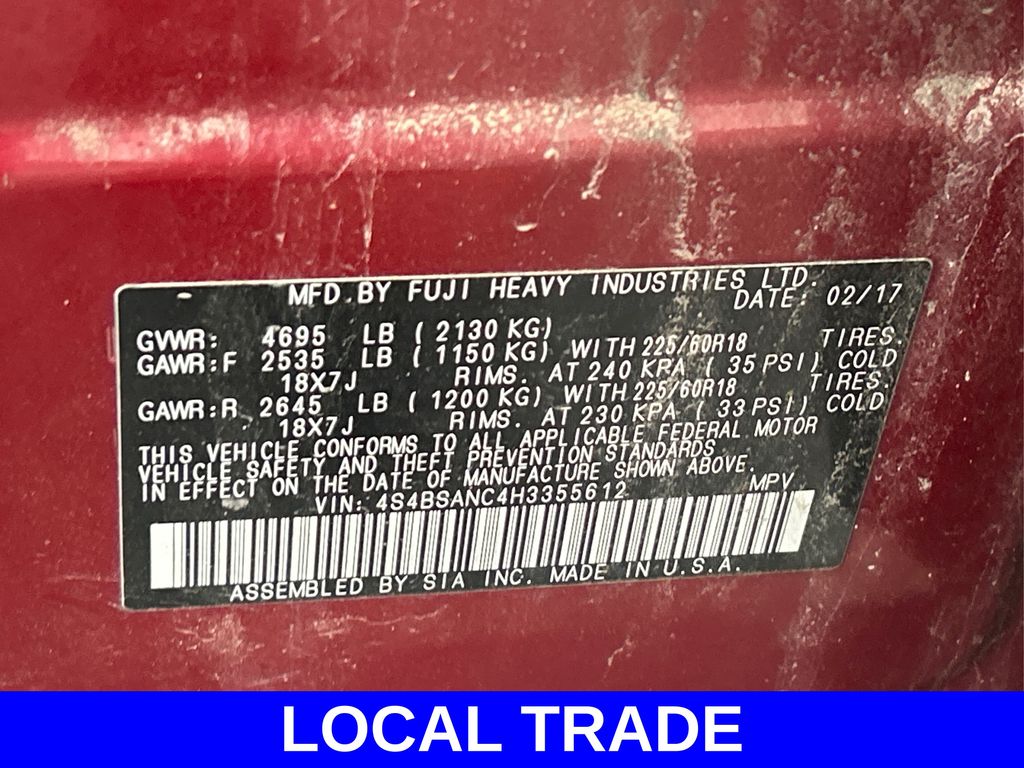 MFD.BY FUJI HEAVY INDUSTRIES LTD.
DATE: 02/17
GVWR: 4695 LB ( 2130 KG)
GAWR:F 2535 LB ( 1150 KG) WITH 225/60R18 TIRES.
18X7J RIMS. AT 240 KPA ( 35 PSI) COLD
GAWR:R 2645 LB ( 1200 KG) WITH 225/60R18 TIRES.
18X7J RIMS. AT 230 KPA ( 33 PSI) COLD
THIS VEHICLE CONFORMS TO ALL APPLICABLE FEDERAL MOTOR
VEHICLE SAFETY AND THEFT PREVENTION STANDARDS
IN EFFECT ON THE DATE OF MANUFACTURE SHOWN ABOVE.
VIN: 4S4BSANC4H3355612 MPV
ASSEMBLED BY SIA INC. MADE IN U.S.A.
LOCAL TRADE